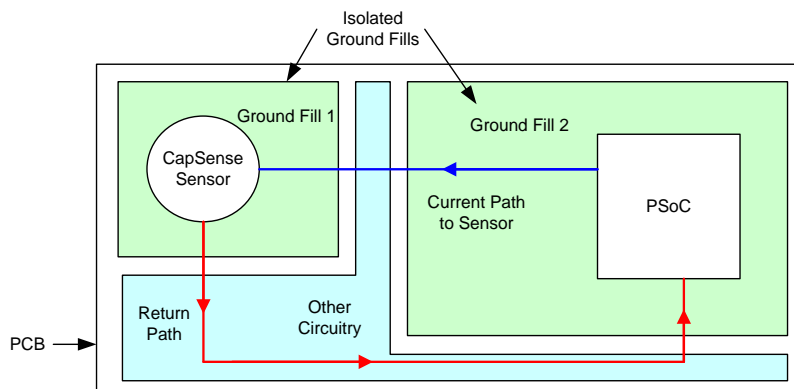 Isolated
Ground Fills
Ground Fill 1
Ground Fill 2
CapSense
Sensor
Current Path
to Sensor
PSoC
Return
Path
Other
Circuitry
PCB